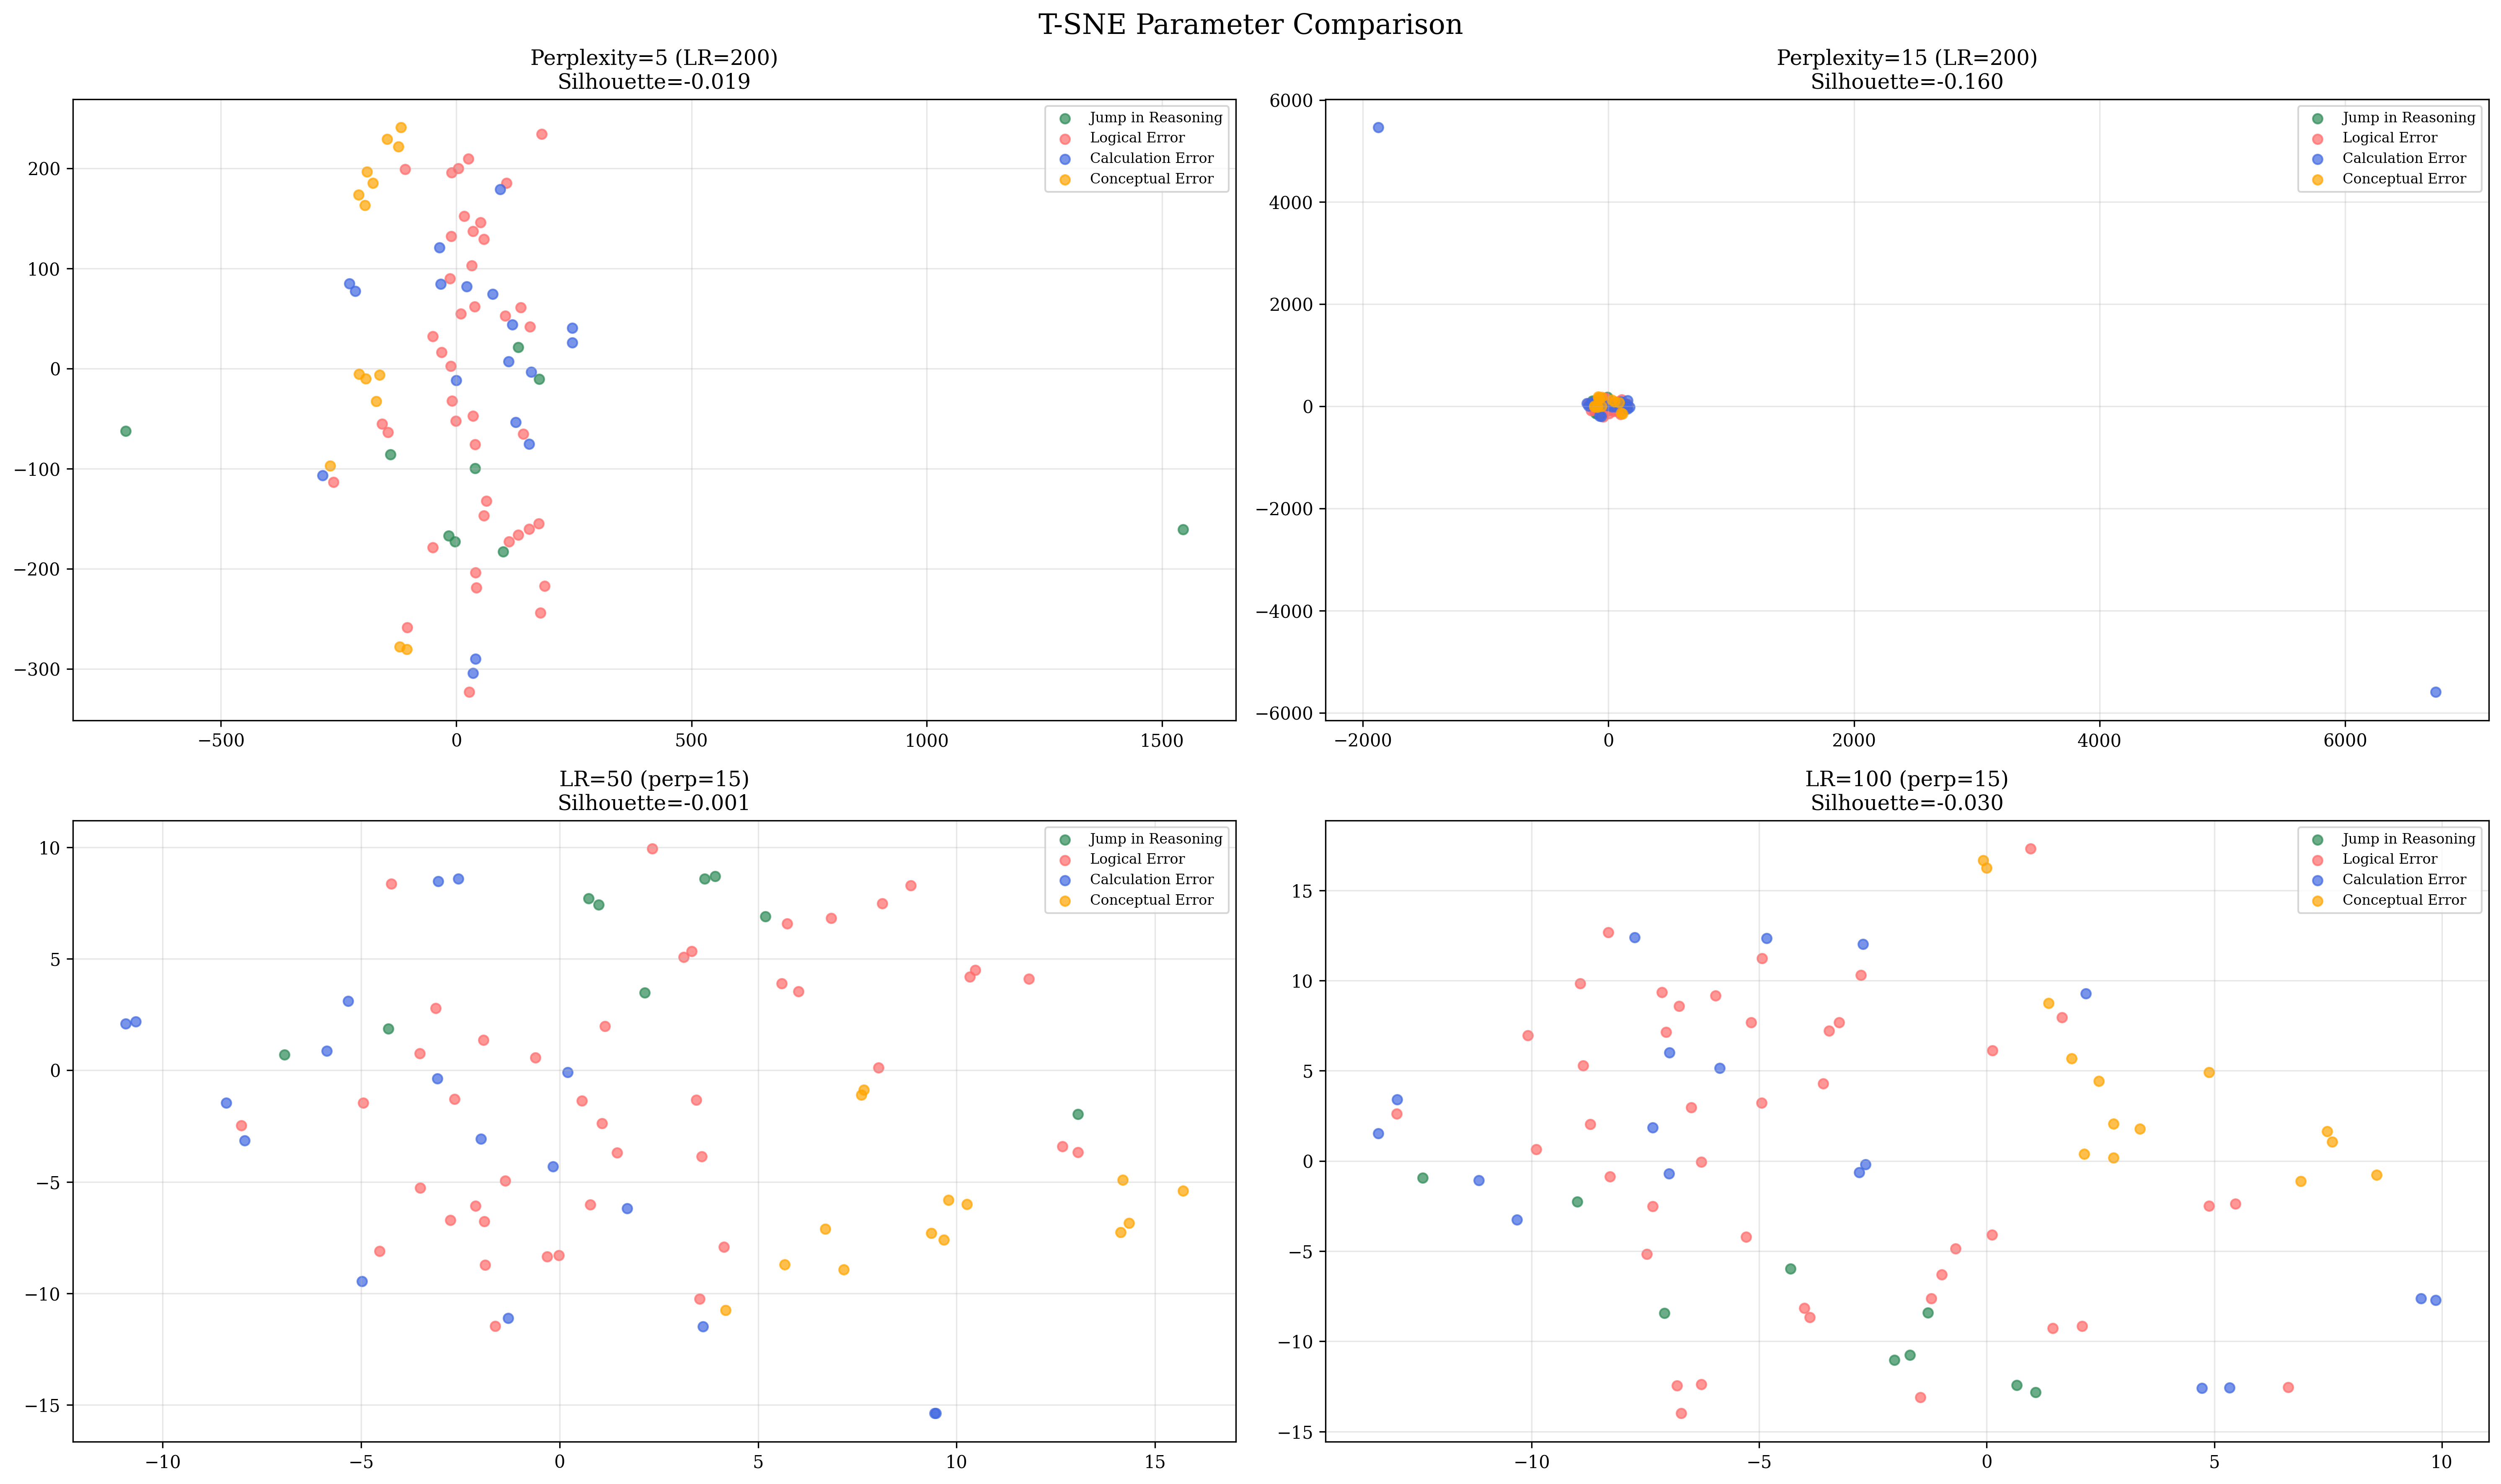 T-SNE Parameter Comparison
Perplexity=5 (LR=200)
Silhouette=-0.019
Jump in Reasoning
Logical Error
Calculation Error
Conceptual Error
200
100
0
−100
−200
−300
−500
0
500
1000
1500
Perplexity=15 (LR=200)
Silhouette=-0.160
Jump in Reasoning
Logical Error
Calculation Error
Conceptual Error
6000
4000
2000
0
−2000
−4000
−6000
−2000
0
2000
4000
6000
LR=50 (perp=15)
Silhouette=-0.001
Jump in Reasoning
Logical Error
Calculation Error
Conceptual Error
10
5
0
−5
−10
−15
−10
−5
0
5
10
15
LR=100 (perp=15)
Silhouette=-0.030
Jump in Reasoning
Logical Error
Calculation Error
Conceptual Error
15
10
5
0
−5
−10
−15
−10
−5
0
5
10